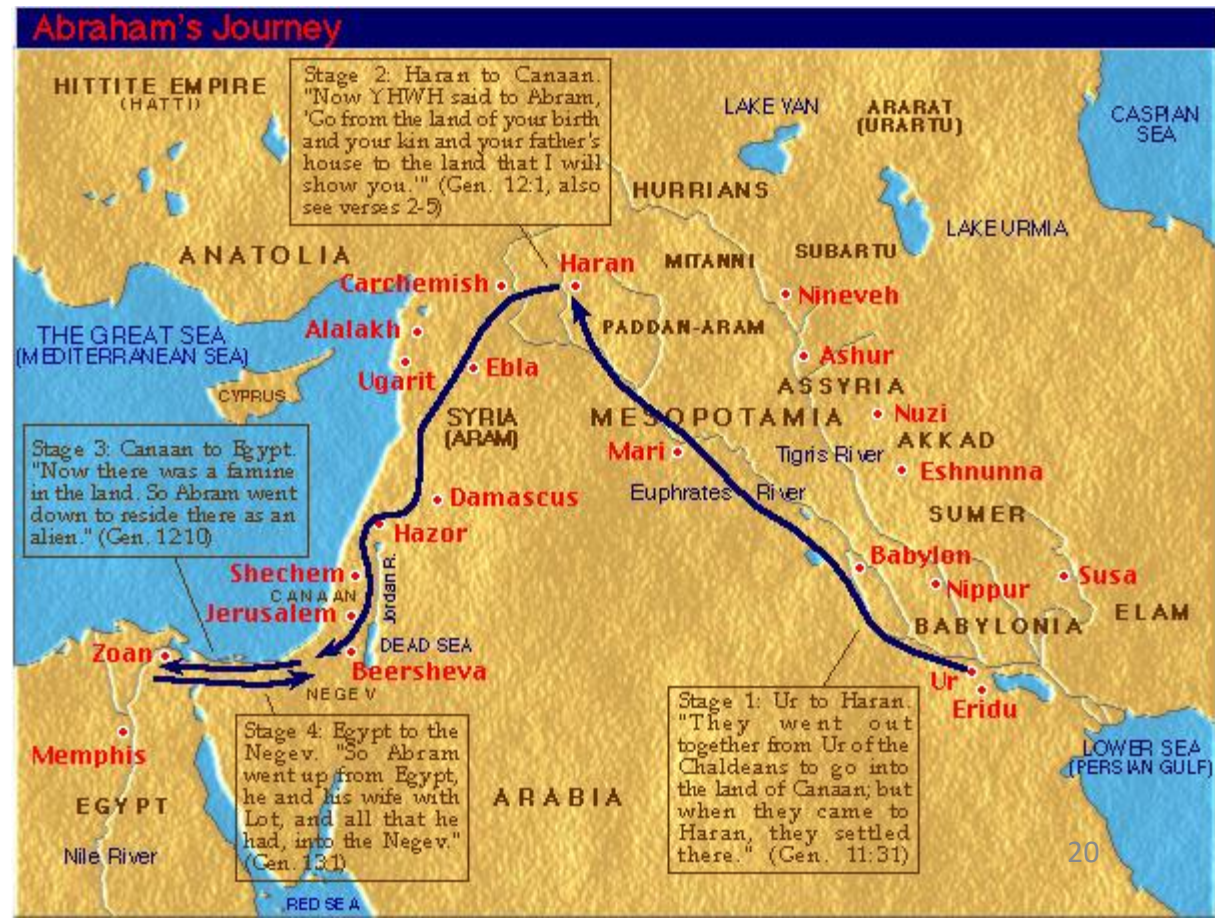 Abraham's Journey
HITTITE EMPIRE
(HATTI)
Stage 2: Haran to Canaan.
"Now YHWH said to Abram,
'Go from the land of your birth
and your kin and your father's
house to the land that I will
show you.'" (Gen. 12:1, also
see verses 2-5)
LAKE VAN
ARARAT
(URARTU)
CASPIAN
SEA
HURRIANS
LAKE URMIA
ANATOLIA
Carchemish
Haran
MITANNI
SUBARTU
Nineveh
THE GREAT SEA
(MEDITERRANEAN SEA)
Alalakh
PADDAN-ARAM
Ugarit
Ebla
Ashur
ASSYRIA
CYPRUS
SYRIA
(ARAM)
MESOPOTAMIA
Nuzi
AKKAD
Mari
Tigris River
Eshnunna
Stage 3: Canaan to Egypt.
"Now there was a famine
in the land. So Abram went
down to reside there as an
alien." (Gen. 12:10)
Damascus
Euphrates River
SUMER
Hazor
Jordan R.
Shechem
CANAAN
Babylon
Nippur
Susa
Jerusalem
ELAM
BABYLONIA
Zoan
DEAD SEA
Beersheva
NEGEV
Ur
Eridu
Stage 1: Ur to Haran.
"They went out
together from Ur of the
Chaldeans to go into
the land of Canaan; but
when they came to
Haran, they settled
there." (Gen. 11:31)
Stage 4: Egypt to the
Negev. "So Abram
went up from Egypt,
he and his wife with
Lot, and all that he
had, into the Negev."
(Gen. 13:1)
Memphis
LOWER SEA
(PERSIAN GULF)
EGYPT
ARABIA
Nile River
20
RED SEA